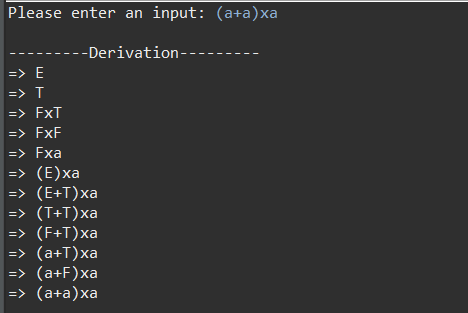 Please enter an input: (a+a)xa
---------Derivation---------
=> E
=> T
=> FxT
=> FxF
=> Fxa
=> (E)xa
=> (E+T)xa
=> (T+T)xa
=> (F+T)xa
=> (a+T)xa
=> (a+F)xa
=> (a+a)xa